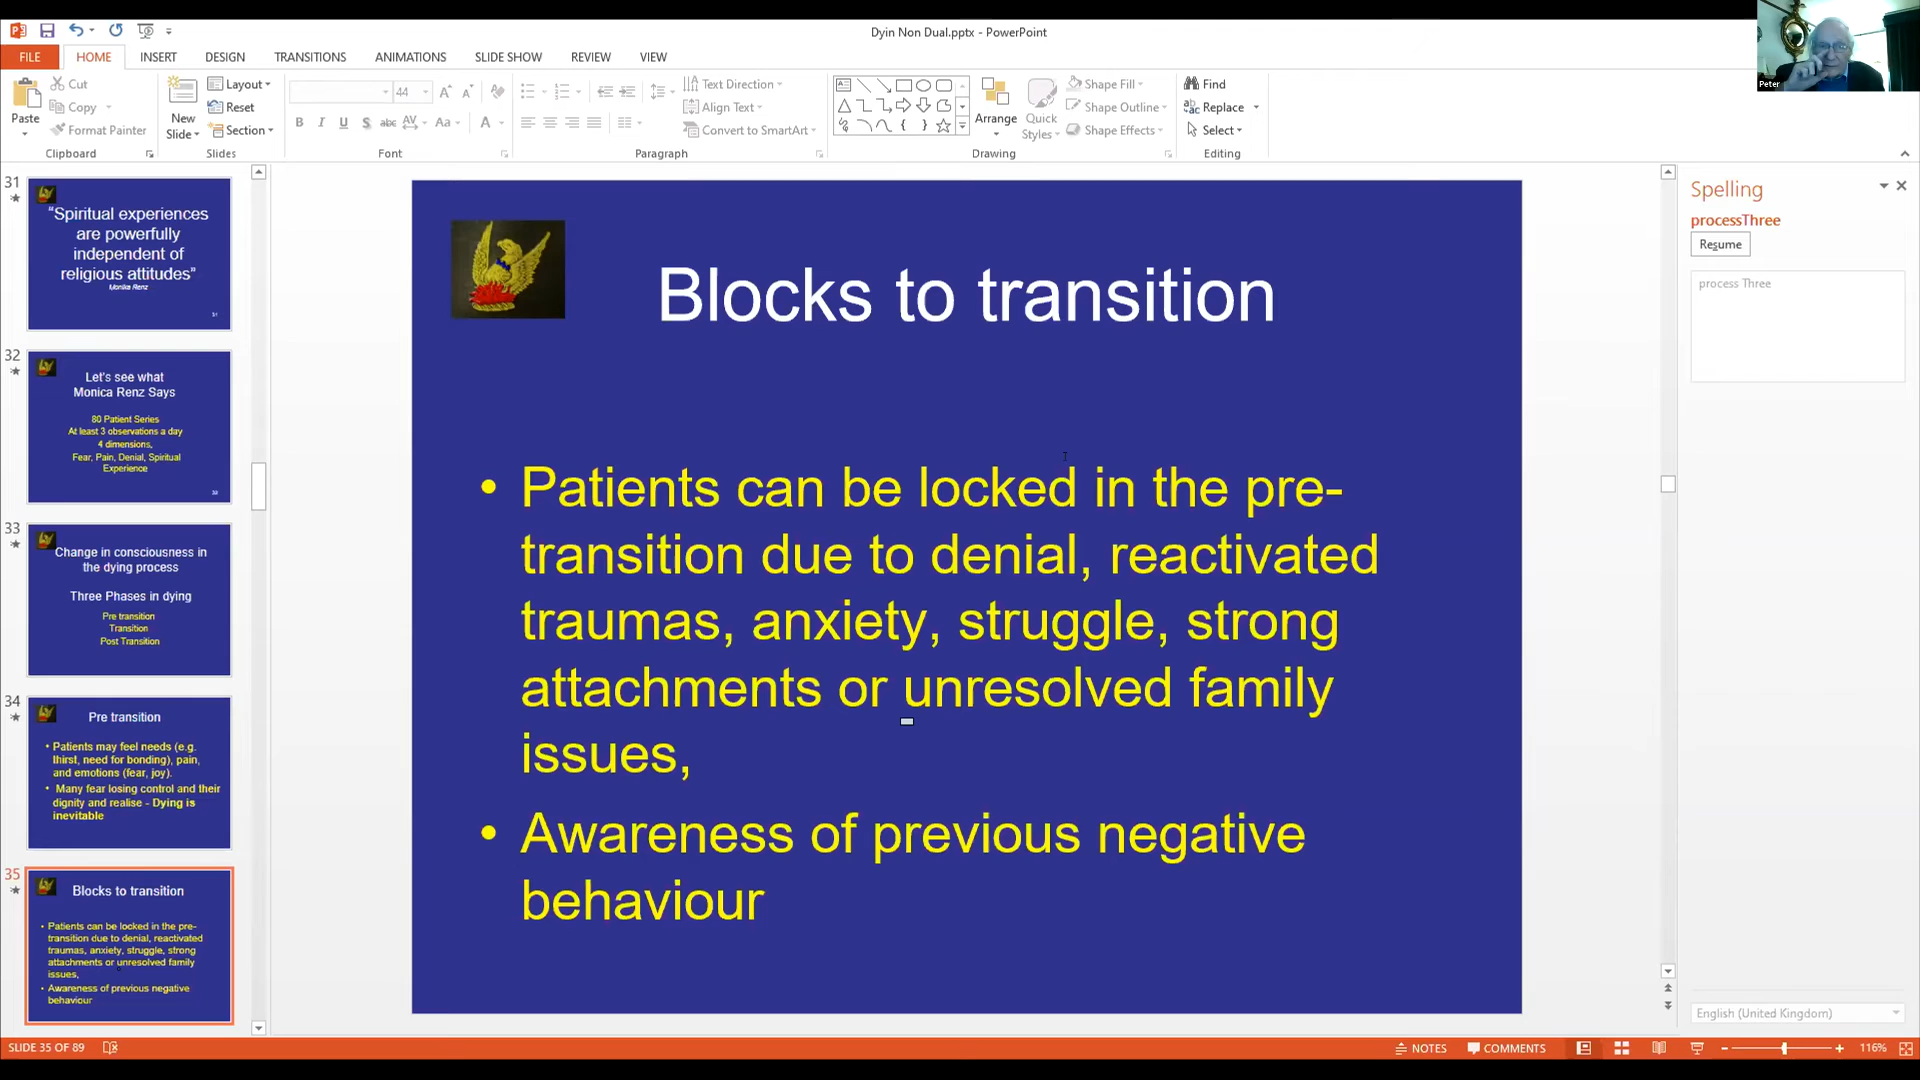 Dyin Non Dual.pptx - PowerPoint
Peter
FILE HOME INSERT DESIGN TRANSITIONS ANIMATIONS SLIDE SHOW REVIEW VIEW
Paste
Cut
Copy
Format Painter
Clipboard
New
Slide
Layout
Reset
Section
Slides
44
B I U S abc AV Aa A
Font
Text Direction
Align Text
Convert to SmartArt
Paragraph
Arrange
Quick
Styles
Shape Fill
Shape Outline
Shape Effects
Drawing
Find
Replace
Select
Editing
31
“Spiritual experiences
are powerfully
independent of
religious attitudes”
Monika Renz
31
32
Let's see what
Monica Renz Says
80 Patient Series
At least 3 observations a day
4 dimensions,
Fear, Pain, Denial, Spiritual
Experience
33
Change in consciousness in
the dying process
Three Phases in dying
Pre transition
Transition
Post Transition
34
Pre transition
• Patients may feel needs (e.g.
thirst, need for bonding), pain,
and emotions (fear, joy).
• Many fear losing control and their
dignity and realise - Dying is
inevitable
35
Blocks to transition
• Patients can be locked in the pre-
transition due to denial, reactivated
traumas, anxiety, struggle, strong
attachments or unresolved family
issues,
• Awareness of previous negative
behaviour
Blocks to transition
• Patients can be locked in the pre-
transition due to denial, reactivated
traumas, anxiety, struggle, strong
attachments or unresolved family
issues,
• Awareness of previous negative
behaviour
Spelling
processThree
Resume
process Three
English (United Kingdom)
SLIDE 35 OF 89
NOTES COMMENTS 116%